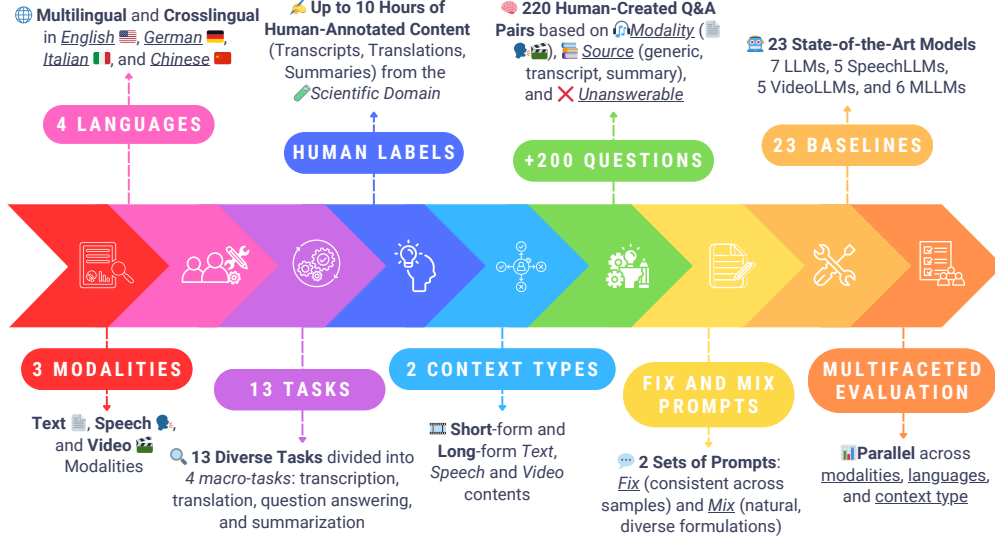 🌐 Multilingual and Crosslingual
in English 🇺🇸, German 🇩🇪,
Italian 🇮🇹, and Chinese 🇨🇳
4 LANGUAGES
✍️ Up to 10 Hours of
Human-Annotated Content
(Transcripts, Translations,
Summaries) from the
🧪Scientific Domain
HUMAN LABELS
🧠 220 Human-Created Q&A
Pairs based on 🎧Modality (📄
🗣️🎬), 📚 Source (generic,
transcript, summary),
and ❌ Unanswerable
+200 QUESTIONS
🤖 23 State-of-the-Art Models
7 LLMs, 5 SpeechLLMs,
5 VideoLLMs, and 6 MLLMs
23 BASELINES
3 MODALITIES
Text 📄, Speech 🗣️,
and Video 🎬
Modalities
13 TASKS
🔍 13 Diverse Tasks divided into
4 macro-tasks: transcription,
translation, question answering,
and summarization
2 CONTEXT TYPES
🎞️ Short-form and
Long-form Text,
Speech and Video
contents
FIX AND MIX
PROMPTS
💬 2 Sets of Prompts:
Fix (consistent across
samples) and Mix (natural,
diverse formulations)
MULTIFACETED
EVALUATION
📊Parallel across
modalities, languages,
and context type